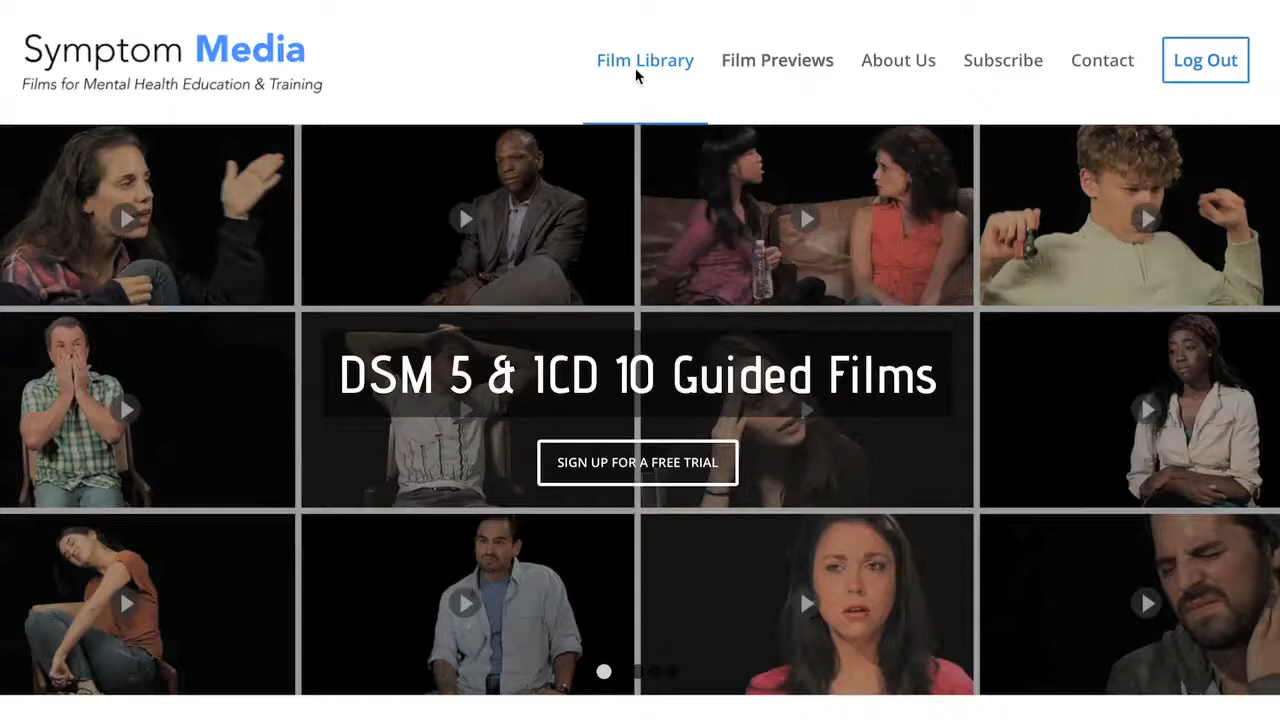 Symptom Media
Films for Mental Health Education & Training
Film Library
Film Previews
About Us
Subscribe
Contact
Log Out
DSM 5 & ICD 10 Guided Films
SIGN UP FOR A FREE TRIAL